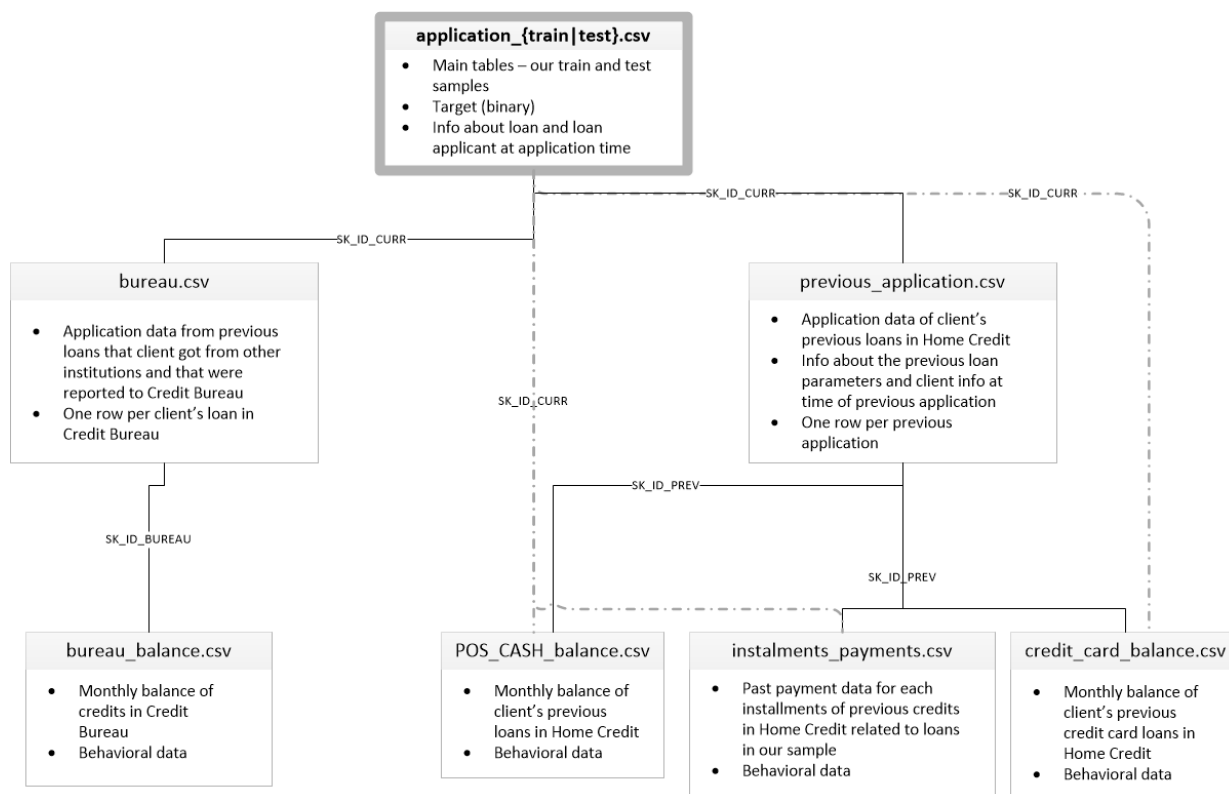 application_{train|test}.csv
• Main tables – our train and test
samples
• Target (binary)
• Info about loan and loan
applicant at application time
SK_ID_CURR
SK_ID_CURR
SK_ID_CURR
bureau.csv
• Application data from previous
loans that client got from other
institutions and that were
reported to Credit Bureau
• One row per client's loan in
Credit Bureau
previous_application.csv
• Application data of client's
previous loans in Home Credit
• Info about the previous loan
parameters and client info at
time of previous application
• One row per previous
application
SK_ID_CURR
SK_ID_PREV
SK_ID_BUREAU
SK_ID_PREV
bureau_balance.csv
• Monthly balance of
credits in Credit
Bureau
• Behavioral data
POS_CASH_balance.csv
• Monthly balance of
client's previous
loans in Home Credit
• Behavioral data
instalments_payments.csv
• Past payment data for each
installments of previous credits
in Home Credit related to loans
in our sample
• Behavioral data
credit_card_balance.csv
• Monthly balance of
client's previous
credit card loans in
Home Credit
• Behavioral data